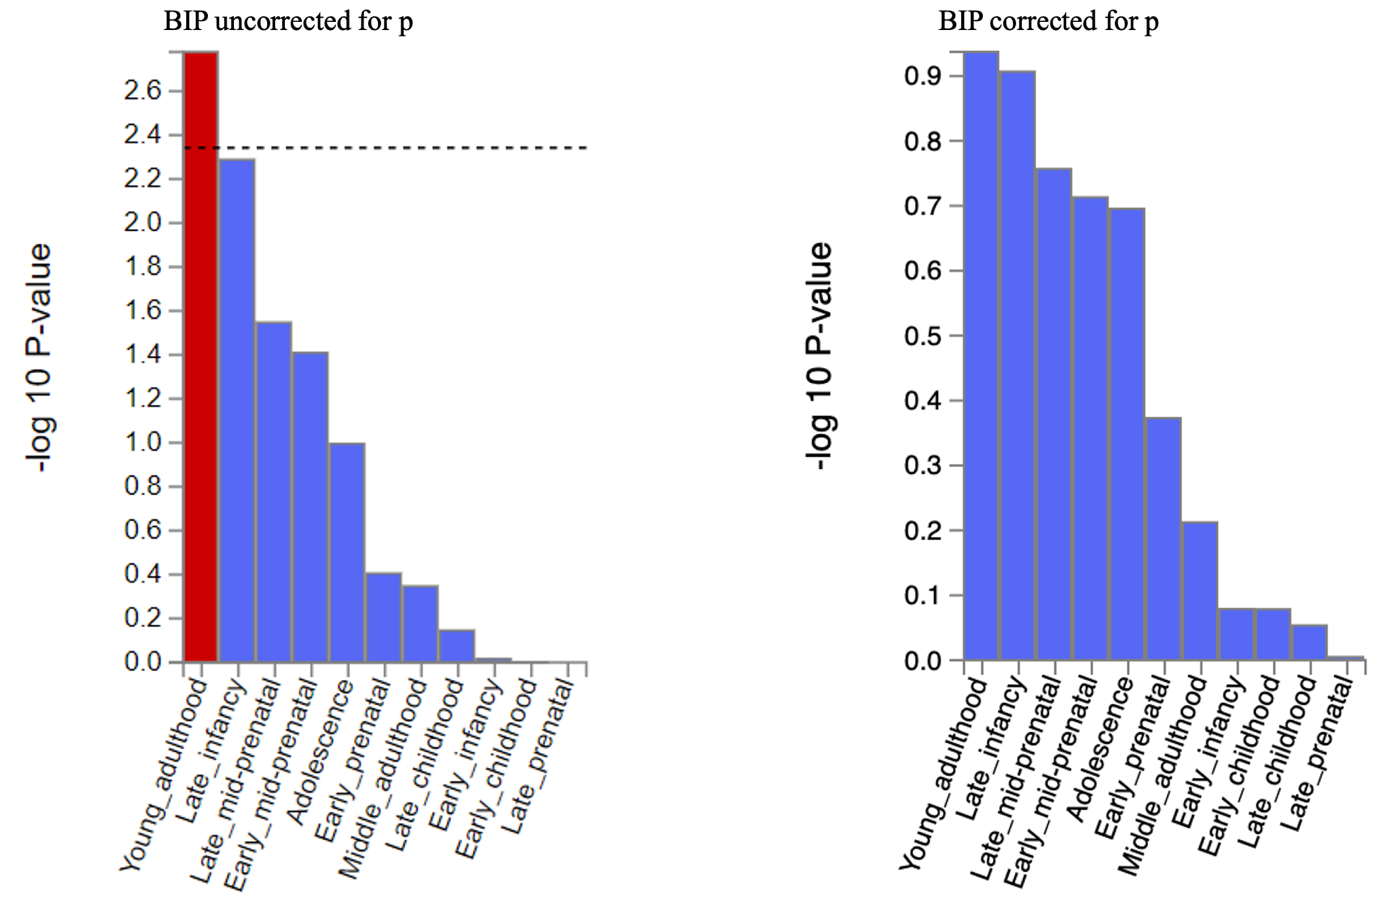 BIP uncorrected for p
-log 10 P-value
2.6
2.4
2.2
2.0
1.8
1.6
1.4
1.2
1.0
0.8
0.6
0.4
0.2
0.0
Young_adulthood
Late_infancy
Late_mid-prenatal
Early_mid-prenatal
Adolescence
Early_prenatal
Middle_adulthood
Late_childhood
Early_infancy
Early_childhood
Late_prenatal
BIP corrected for p
-log 10 P-value
0.9
0.8
0.7
0.6
0.5
0.4
0.3
0.2
0.1
0.0
Young_adulthood
Late_infancy
Late_mid-prenatal
Early_mid-prenatal
Adolescence
Early_prenatal
Middle_adulthood
Early_infancy
Early_childhood
Late_childhood
Late_prenatal